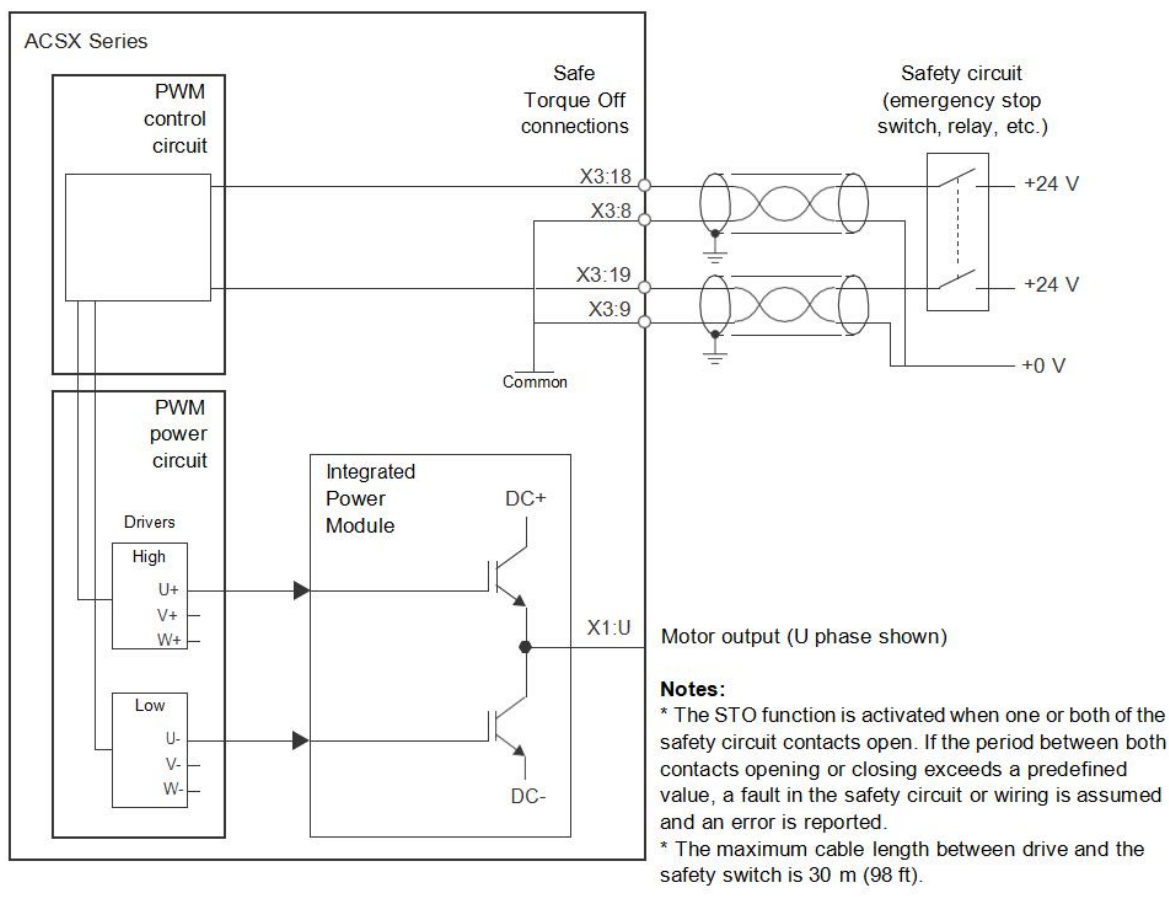 ACSX Series
PWM
control
circuit
Safe
Torque Off
connections
Safety circuit
(emergency stop
switch, relay, etc.)
X3:18
+24 V
X3:8
X3:19
+24 V
X3:9
+0 V
Common
PWM
power
circuit
Integrated
Power
Module
DC+
Drivers
High
U+
V+
W+
X1:U
Motor output (U phase shown)
Low
U-
V-
W-
DC-
Notes:
* The STO function is activated when one or both of the
safety circuit contacts open. If the period between both
contacts opening or closing exceeds a predefined
value, a fault in the safety circuit or wiring is assumed
and an error is reported.
* The maximum cable length between drive and the
safety switch is 30 m (98 ft).